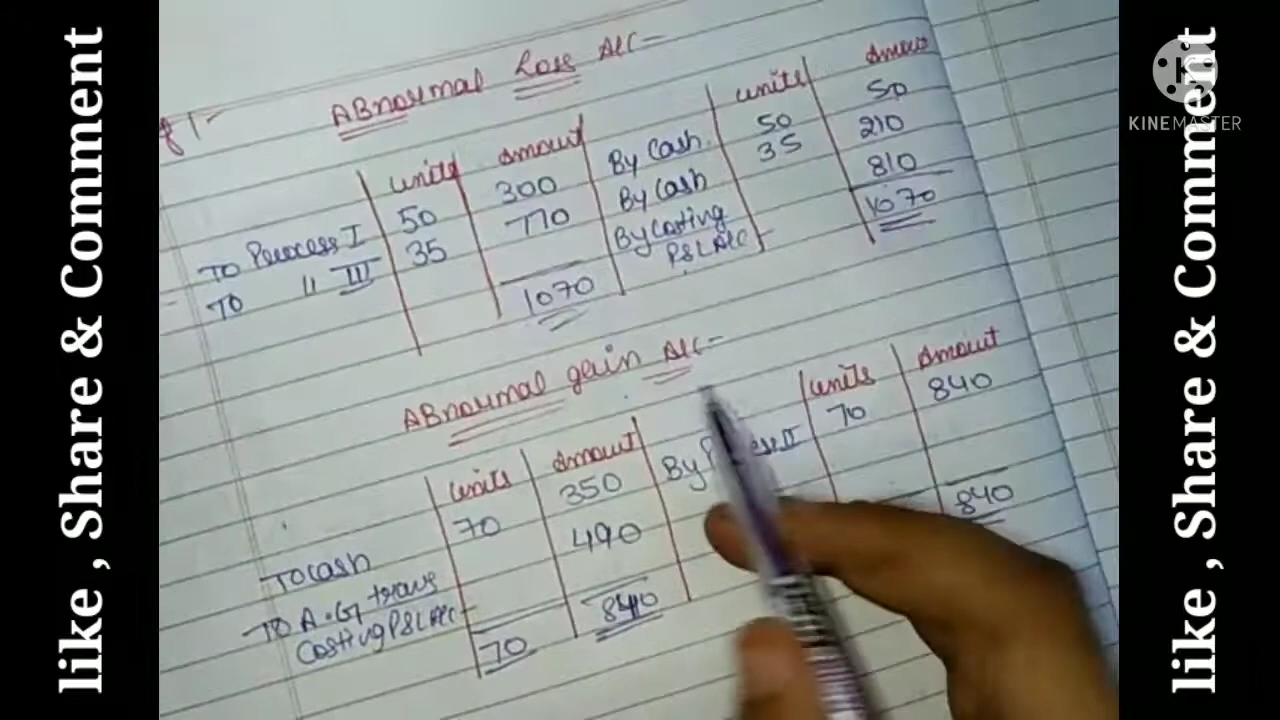 like , Share & Comment
ABnormal Loss A/C-
units Amount units Amou
To Process I 50 300 By Cash 50 50
To " III 35 770 By Cash 35 210
By Costing P&L A/C 810
1070 1070
ABnormal gain A/C-
units Amount units Amout
To cash 70 350 By II 70 840
To A.G trans 490
Costing P&L A/C
70 840 840
KINEMASTER
like , Share & Comment